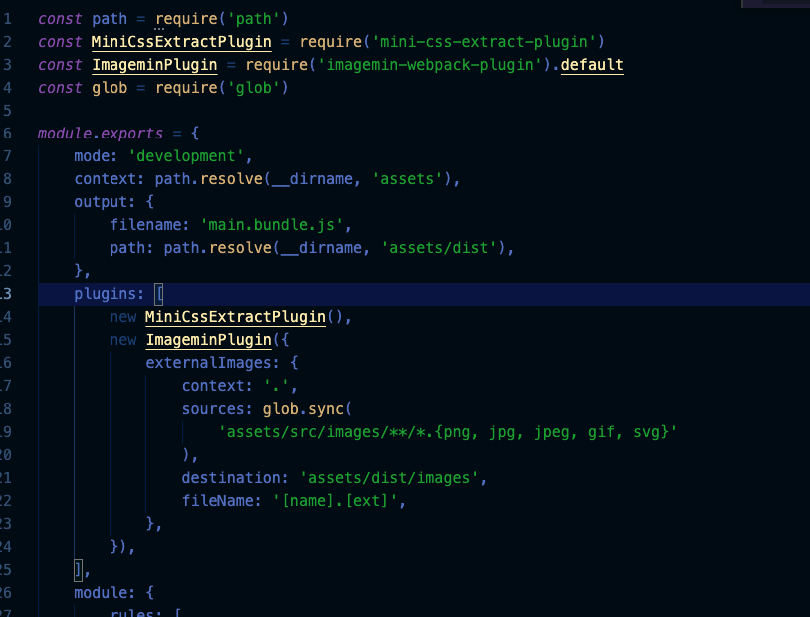 1 const path = require('path')
2 const MiniCssExtractPlugin = require('mini-css-extract-plugin')
3 const ImageminPlugin = require('imagemin-webpack-plugin').default
4 const glob = require('glob')
5
6 module.exports = {
7 mode: 'development',
8 context: path.resolve(__dirname, 'assets'),
9 output: {
10 filename: 'main.bundle.js',
11 path: path.resolve(__dirname, 'assets/dist'),
12 },
13 plugins: [
14 new MiniCssExtractPlugin(),
15 new ImageminPlugin({
16 externalImages: {
17 context: '.',
18 sources: glob.sync(
19 'assets/src/images/**/*.{png, jpg, jpeg, gif, svg}'
20 ),
21 destination: 'assets/dist/images',
22 fileName: '[name].[ext]',
23 },
24 }),
25 ],
26 module: {
27 rules: [